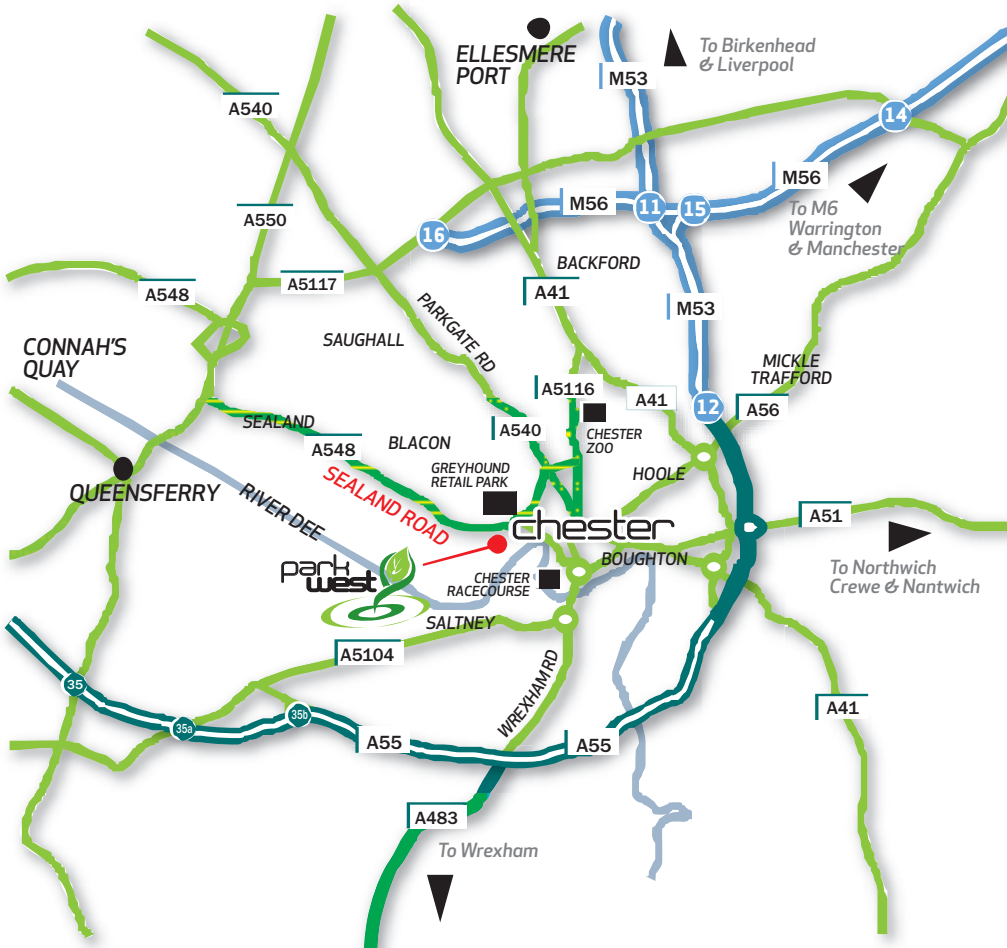 ELLESMERE
PORT
To Birkenhead
& Liverpool
M53
A540
14
M56
M56
11
15
To M6
Warrington
& Manchester
A550
16
BACKFORD
A5117
A548
A41
M53
PARKGATE RD
SAUGHALL
CONNAH'S
QUAY
MICKLE
TRAFFORD
A5116
A41
12
A56
SEALAND
A540
CHESTER
ZOO
BLACON
A548
GREYHOUND
RETAIL PARK
HOOLE
SEALAND ROAD
QUEENSFERRY
RIVER DEE
chester
A51
BOUGHTON
To Northwich
Crewe & Nantwich
park
west
CHESTER
RACECOURSE
SALTNEY
A5104
WREXHAM RD
35
35a
35b
A55
A55
A41
A483
To Wrexham